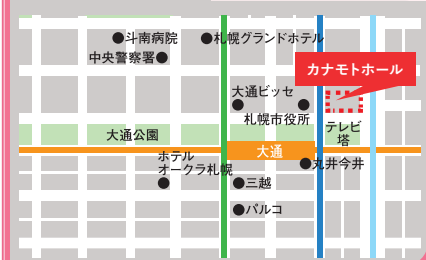 斗南病院
札幌グランドホテル
中央警察署
カナモトホール
大通ビッセ
札幌市役所
テレビ
塔
大通公園
大通
ホテル
オークラ札幌
丸井今井
三越
パルコ